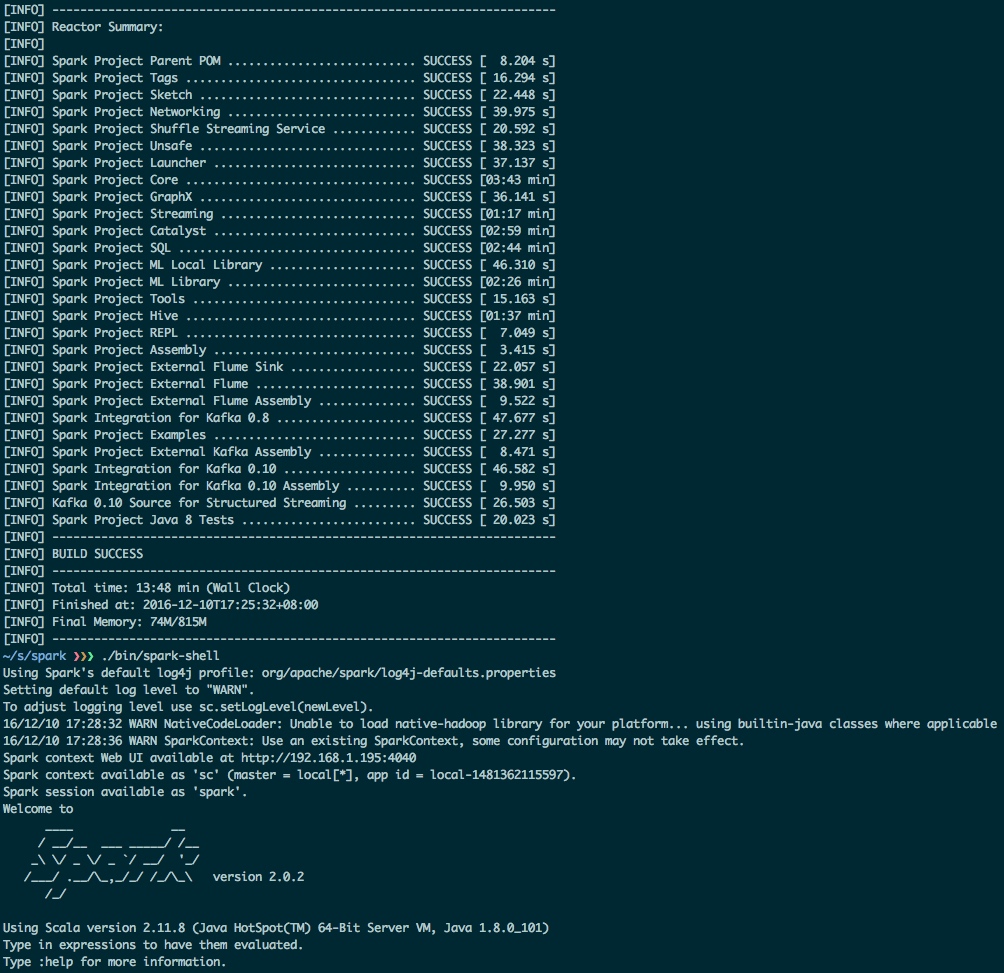 [INFO] ------------------------------------------------------------------------
[INFO] Reactor Summary:
[INFO]
[INFO] Spark Project Parent POM ........................... SUCCESS [  8.204 s]
[INFO] Spark Project Tags ................................. SUCCESS [ 16.294 s]
[INFO] Spark Project Sketch ............................... SUCCESS [ 22.448 s]
[INFO] Spark Project Networking ........................... SUCCESS [ 39.975 s]
[INFO] Spark Project Shuffle Streaming Service ............ SUCCESS [ 20.592 s]
[INFO] Spark Project Unsafe ............................... SUCCESS [ 38.323 s]
[INFO] Spark Project Launcher ............................. SUCCESS [ 37.137 s]
[INFO] Spark Project Core ................................. SUCCESS [03:43 min]
[INFO] Spark Project GraphX ............................... SUCCESS [ 36.141 s]
[INFO] Spark Project Streaming ............................ SUCCESS [01:17 min]
[INFO] Spark Project Catalyst ............................. SUCCESS [02:59 min]
[INFO] Spark Project SQL .................................. SUCCESS [02:44 min]
[INFO] Spark Project ML Local Library ..................... SUCCESS [ 46.310 s]
[INFO] Spark Project ML Library ........................... SUCCESS [02:26 min]
[INFO] Spark Project Tools ................................ SUCCESS [ 15.163 s]
[INFO] Spark Project Hive ................................. SUCCESS [01:37 min]
[INFO] Spark Project REPL ................................. SUCCESS [  7.049 s]
[INFO] Spark Project Assembly ............................. SUCCESS [  3.415 s]
[INFO] Spark Project External Flume Sink .................. SUCCESS [ 22.057 s]
[INFO] Spark Project External Flume ....................... SUCCESS [ 38.901 s]
[INFO] Spark Project External Flume Assembly .............. SUCCESS [  9.522 s]
[INFO] Spark Integration for Kafka 0.8 .................... SUCCESS [ 47.677 s]
[INFO] Spark Project Examples ............................. SUCCESS [ 27.277 s]
[INFO] Spark Project External Kafka Assembly .............. SUCCESS [  8.471 s]
[INFO] Spark Integration for Kafka 0.10 ................... SUCCESS [ 46.582 s]
[INFO] Spark Integration for Kafka 0.10 Assembly .......... SUCCESS [  9.950 s]
[INFO] Kafka 0.10 Source for Structured Streaming ......... SUCCESS [ 26.503 s]
[INFO] Spark Project Java 8 Tests ......................... SUCCESS [ 20.023 s]
[INFO] ------------------------------------------------------------------------
[INFO] BUILD SUCCESS
[INFO] ------------------------------------------------------------------------
[INFO] Total time: 13:48 min (Wall Clock)
[INFO] Finished at: 2016-12-10T17:25:32+08:00
[INFO] Final Memory: 74M/815M
[INFO] ------------------------------------------------------------------------
~/s/spark ❯❯❯ ./bin/spark-shell
Using Spark's default log4j profile: org/apache/spark/log4j-defaults.properties
Setting default log level to "WARN".
To adjust logging level use sc.setLogLevel(newLevel).
16/12/10 17:28:32 WARN NativeCodeLoader: Unable to load native-hadoop library for your platform... using builtin-java classes where applicable
16/12/10 17:28:36 WARN SparkContext: Use an existing SparkContext, some configuration may not take effect.
Spark context Web UI available at http://192.168.1.195:4040
Spark context available as 'sc' (master = local[*], app id = local-1481362115597).
Spark session available as 'spark'.
Welcome to
      ____              __
     / __/__  ___ _____/ /__
    _\ \/ _ \/ _ `/ __/  '_/
   /___/ .__/\_,_/_/ /_/\_\   version 2.0.2
      /_/
Using Scala version 2.11.8 (Java HotSpot(TM) 64-Bit Server VM, Java 1.8.0_101)
Type in expressions to have them evaluated.
Type :help for more information.